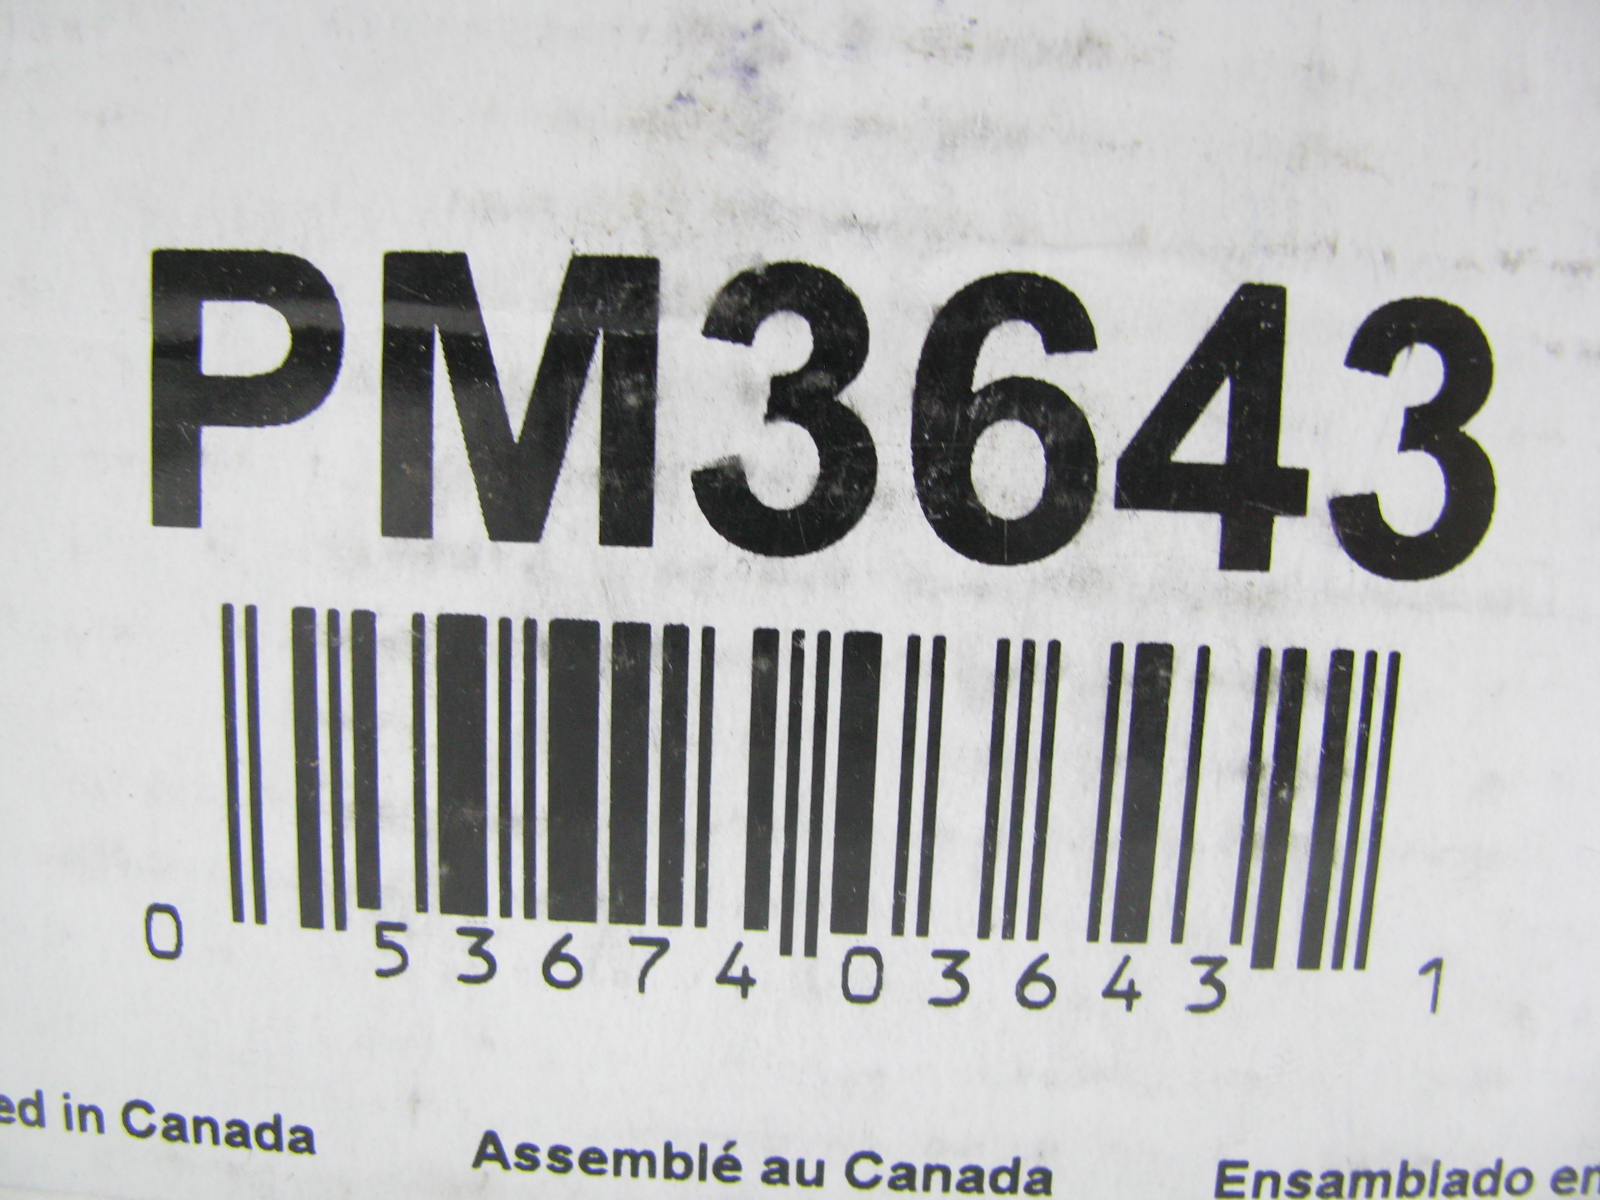 PM3643
0 53674 03643 1
ed in Canada Assemblé au Canada Ensamblado en